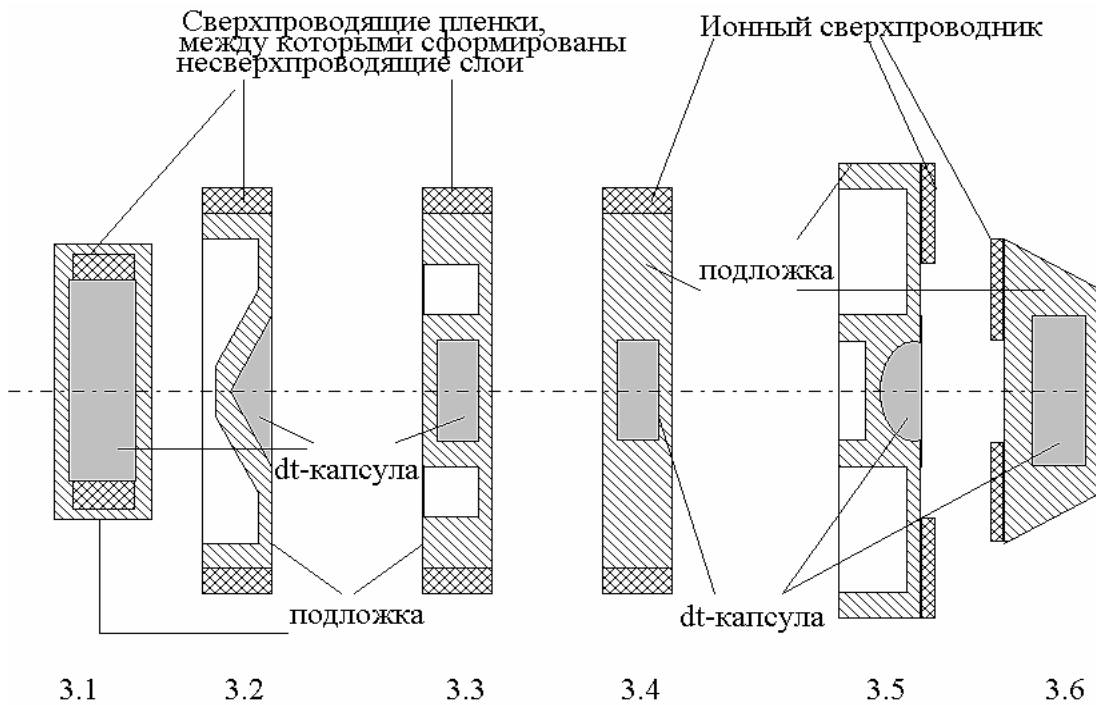 Сверхпроводящие пленки,
между которыми сформированы
несверхпроводящие слои
Ионный сверхпроводник
подложка
dt-капсула
подложка
dt-капсула
3.1 3.2 3.3 3.4 3.5 3.6